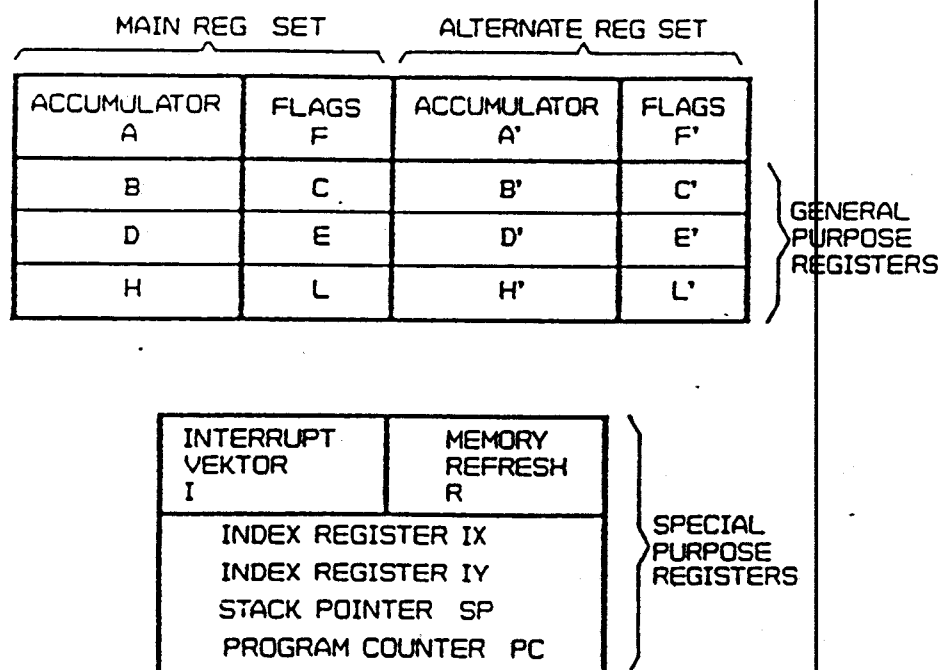 MAIN REG SET ALTERNATE REG SET
ACCUMULATOR FLAGS ACCUMULATOR FLAGS
A F A' F'
B C B' C'
D E D' E'
H L H' L'
GENERAL
PURPOSE
REGISTERS
INTERRUPT MEMORY
VEKTOR REFRESH
I R
INDEX REGISTER IX
INDEX REGISTER IY
STACK POINTER SP
PROGRAM COUNTER PC
SPECIAL
PURPOSE
REGISTERS